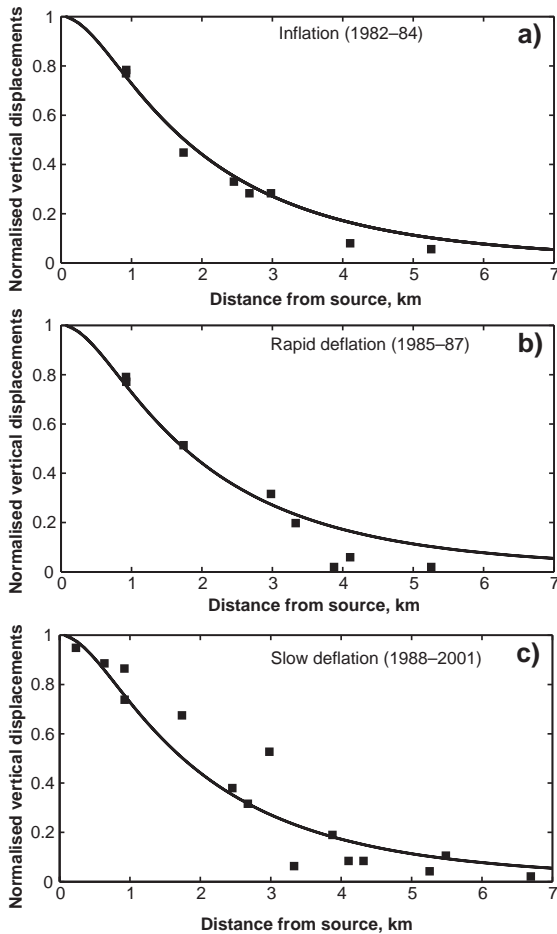 Inflation (1982–84)
a)
Normalised vertical displacements
1
0.8
0.6
0.4
0.2
0
0 1 2 3 4 5 6 7
Distance from source, km
Rapid deflation (1985–87)
b)
Normalised vertical displacements
1
0.8
0.6
0.4
0.2
0
0 1 2 3 4 5 6 7
Distance from source, km
Slow deflation (1988–2001)
c)
Normalised vertical displacements
1
0.8
0.6
0.4
0.2
0
0 1 2 3 4 5 6 7
Distance from source, km